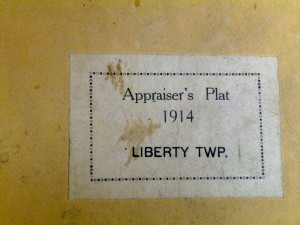 Appraiser's Plat
1914
LIBERTY TWP.